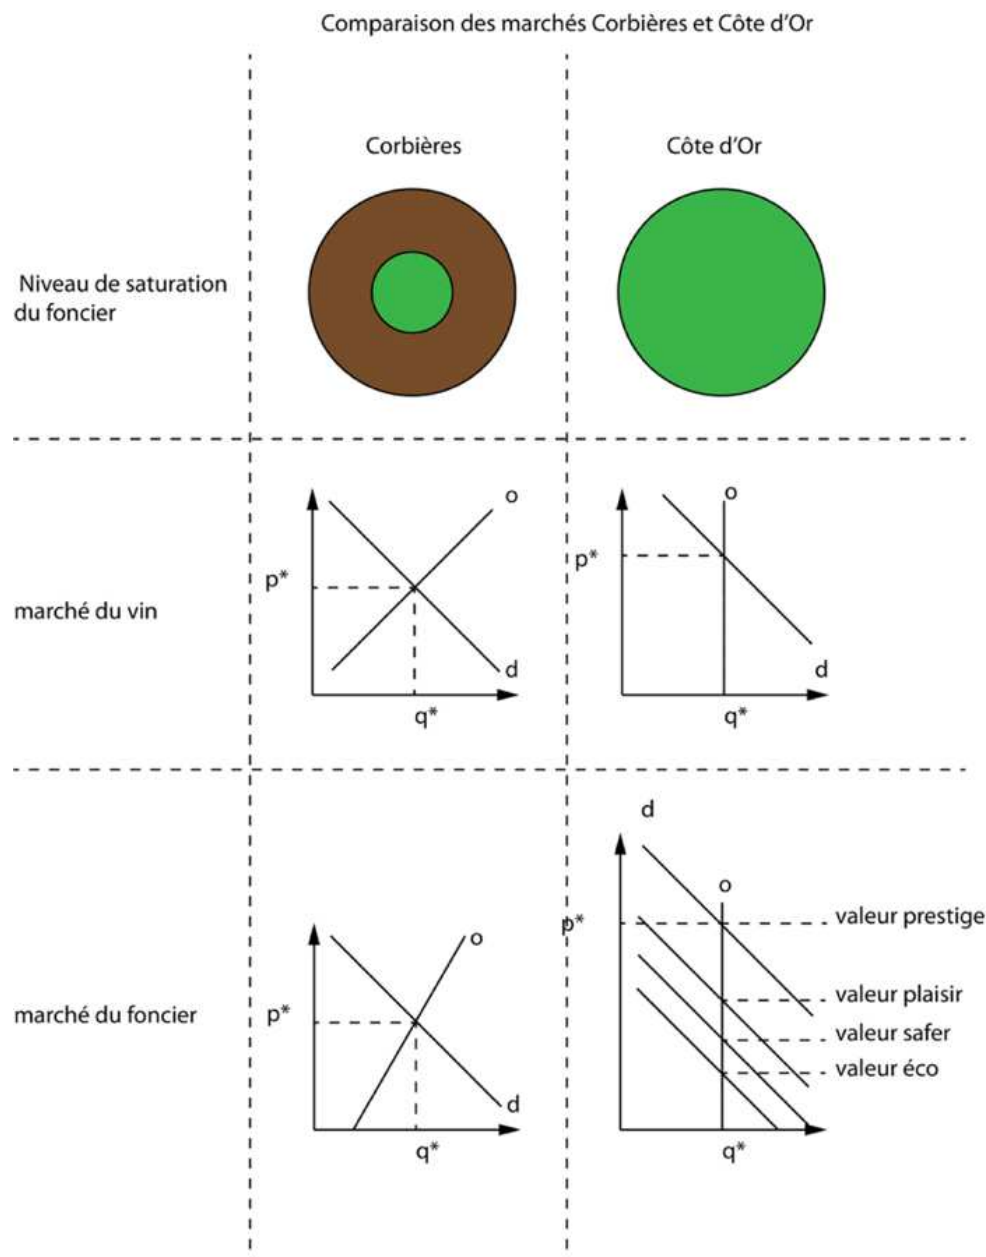 Comparaison des marchés Corbières et Côte d'Or
Corbières
Côte d'Or
Niveau de saturation
du foncier
marché du vin
o
p*
d
q*
o
p*
d
q*
marché du foncier
o
p*
d
q*
d
o
p*
valeur prestige
valeur plaisir
valeur safer
valeur éco
q*